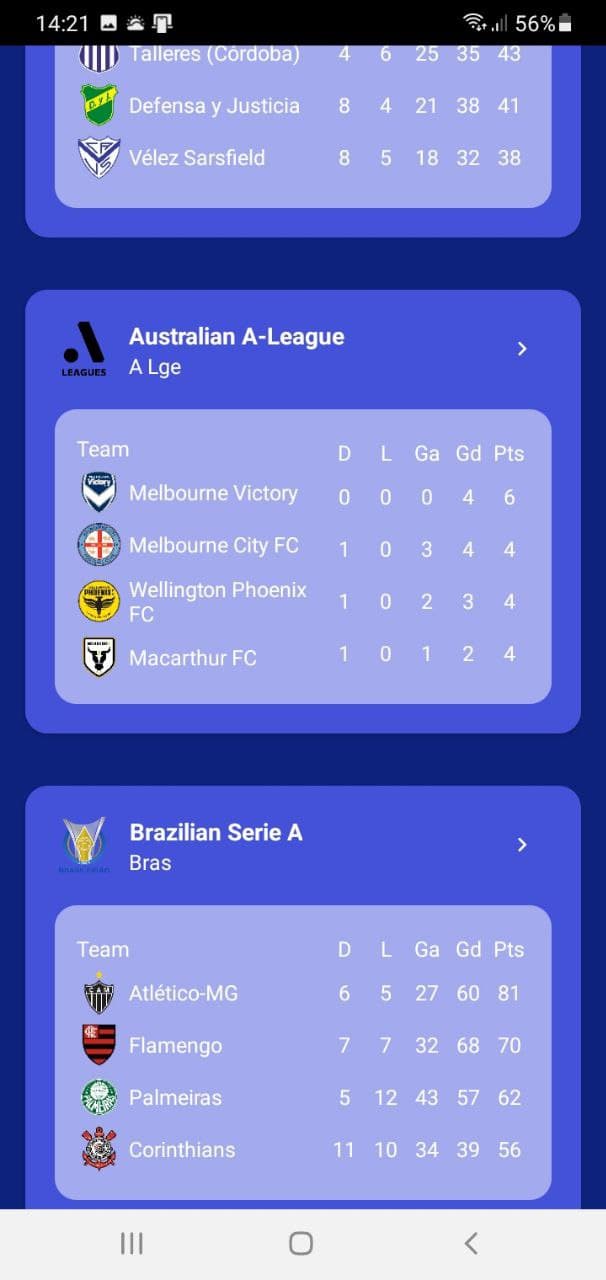 14:21 56%
Talleres (Córdoba) 4 6 25 35 43
Defensa y Justicia 8 4 21 38 41
Vélez Sarsfield 8 5 18 32 38
Australian A-League
A Lge
LEAGUES
Team D L Ga Gd Pts
Melbourne Victory 0 0 0 4 6
Melbourne City FC 1 0 3 4 4
Wellington Phoenix
FC 1 0 2 3 4
Macarthur FC 1 0 1 2 4
Brazilian Serie A
Bras
Team D L Ga Gd Pts
Atlético-MG 6 5 27 60 81
Flamengo 7 7 32 68 70
Palmeiras 5 12 43 57 62
Corinthians 11 10 34 39 56